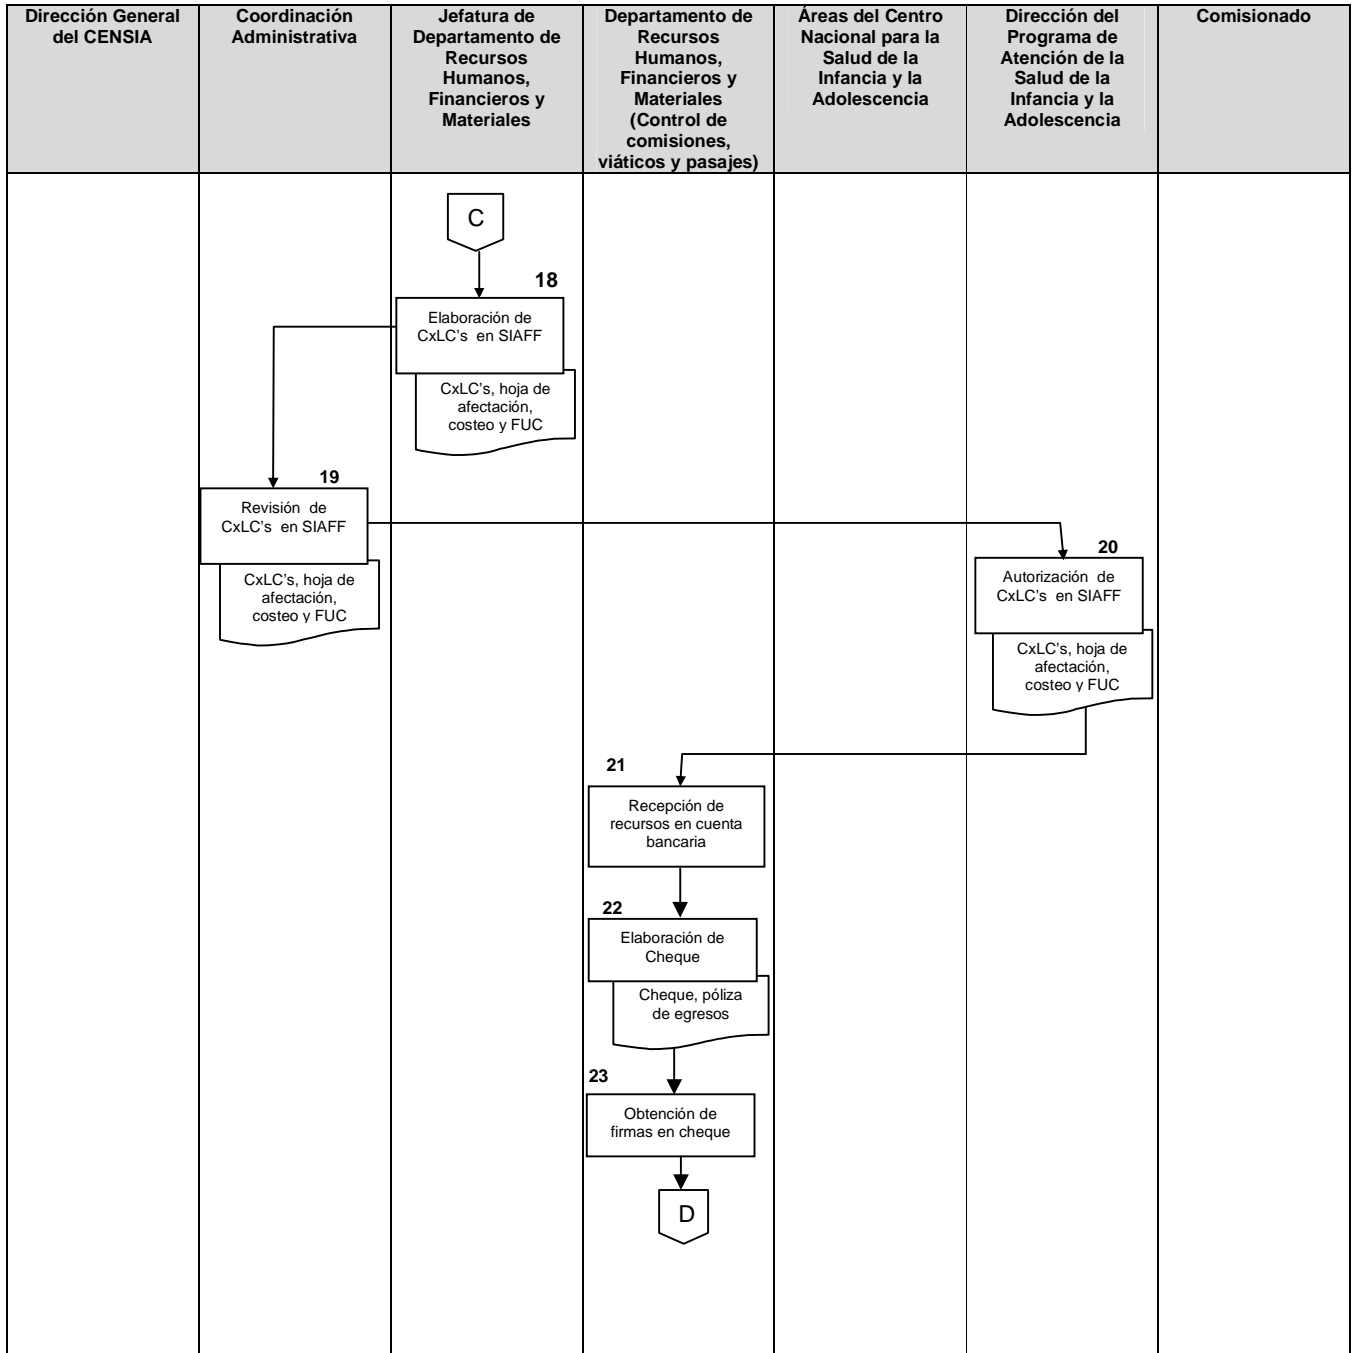 Dirección General
del CENSIA
Coordinación
Administrativa
Jefatura de
Departamento de
Recursos
Humanos,
Financieros y
Materiales
Departamento de
Recursos
Humanos,
Financieros y
Materiales
(Control de
comisiones,
viáticos y pasajes)
Áreas del Centro
Nacional para la
Salud de la
Infancia y la
Adolescencia
Dirección del
Programa de
Atención de la
Salud de la
Infancia y la
Adolescencia
Comisionado
C
18
Elaboración de
CxLC's en SIAFF
CxLC's, hoja de
afectación,
costeo y FUC
19
Revisión de
CxLC's en SIAFF
CxLC's, hoja de
afectación,
costeo y FUC
20
Autorización de
CxLC's en SIAFF
CxLC's, hoja de
afectación,
costeo y FUC
21
Recepción de
recursos en cuenta
bancaria
22
Elaboración de
Cheque
Cheque, póliza
de egresos
23
Obtención de
firmas en cheque
D